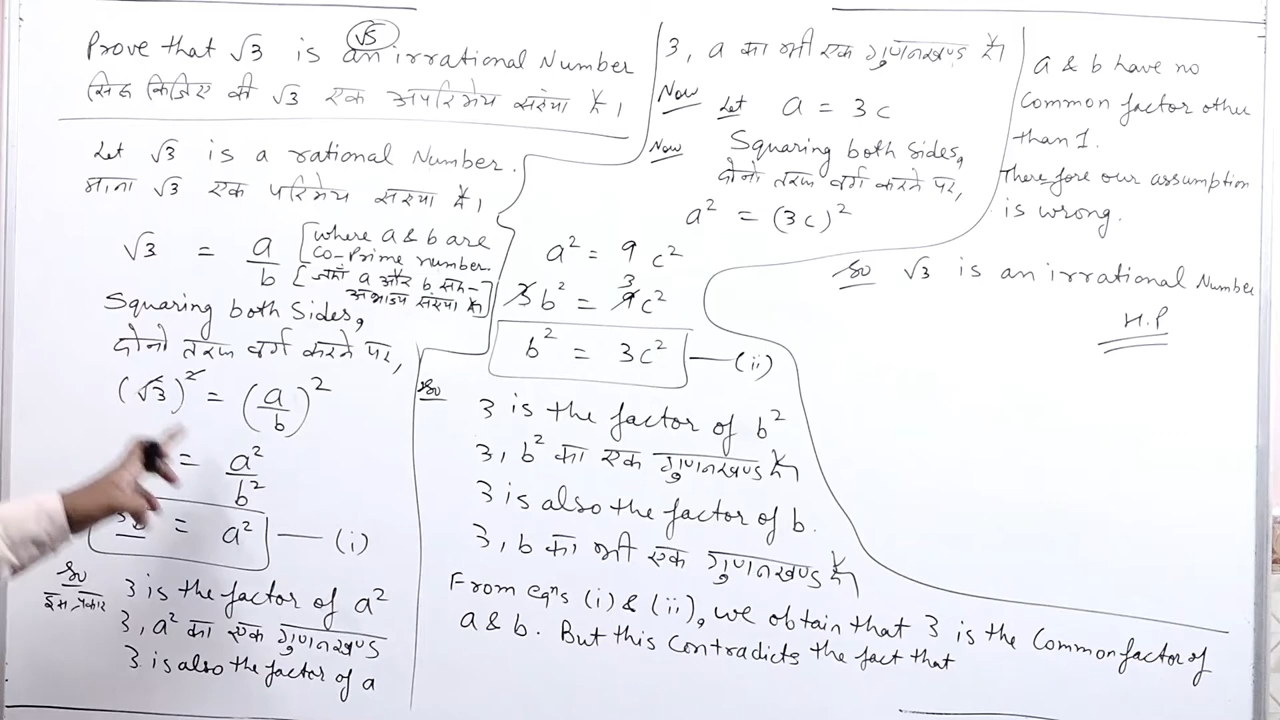 Prove that √3 is an irrational Number
√5
सिद्ध किजिए की √3 एक अपरिमेय संख्या है।
Let √3 is a rational Number.
माना √3 एक परिमेय संख्या है।
√3 = a/b [where a & b are
co-Prime number.
[जहाँ a और b सह-
अभाज्य संख्या है]
Squaring both Sides,
दोनो तरफ वर्ग करने पर,
(√3)² = (a/b)²
= a²/b²
= a² —— (i)
So 3 is the factor of a²
इस प्रकार 3, a² का एक गुणनखण्ड
3 is also the factor of a
3, a का भी एक गुणनखण्ड है।
Now Let a = 3c
Now Squaring both Sides,
दोनो तरफ वर्ग करने पर,
a² = (3c)²
a² = 9c²
3
3b² = 9c²
b² = 3c² —— (ii)
So 3 is the factor of b²
3, b² का एक गुणनखण्ड है
3 is also the factor of b.
3, b का भी एक गुणनखण्ड है
From eqⁿs (i) & (ii), we obtain that 3 is the Common factor of
a & b. But this Contradicts the fact that
a & b have no
Common factor other
than 1.
Therefore our assumption
is wrong.
So √3 is an irrational Number
H.P